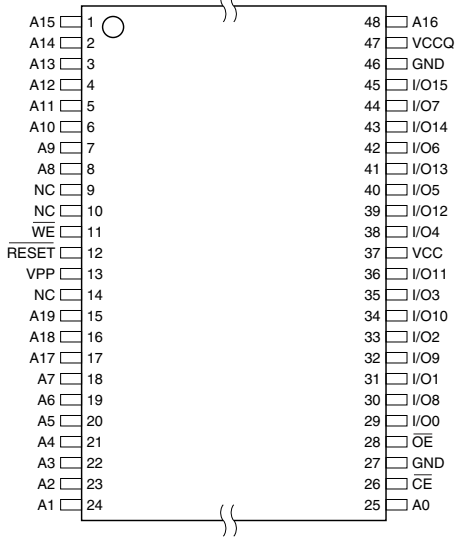 A15 1 48 A16
A14 2 47 VCCQ
A13 3 46 GND
A12 4 45 I/O15
A11 5 44 I/O7
A10 6 43 I/O14
A9 7 42 I/O6
A8 8 41 I/O13
NC 9 40 I/O5
NC 10 39 I/O12
WE 11 38 I/O4
RESET 12 37 VCC
VPP 13 36 I/O11
NC 14 35 I/O3
A19 15 34 I/O10
A18 16 33 I/O2
A17 17 32 I/O9
A7 18 31 I/O1
A6 19 30 I/O8
A5 20 29 I/O0
A4 21 28 OE
A3 22 27 GND
A2 23 26 CE
A1 24 25 A0